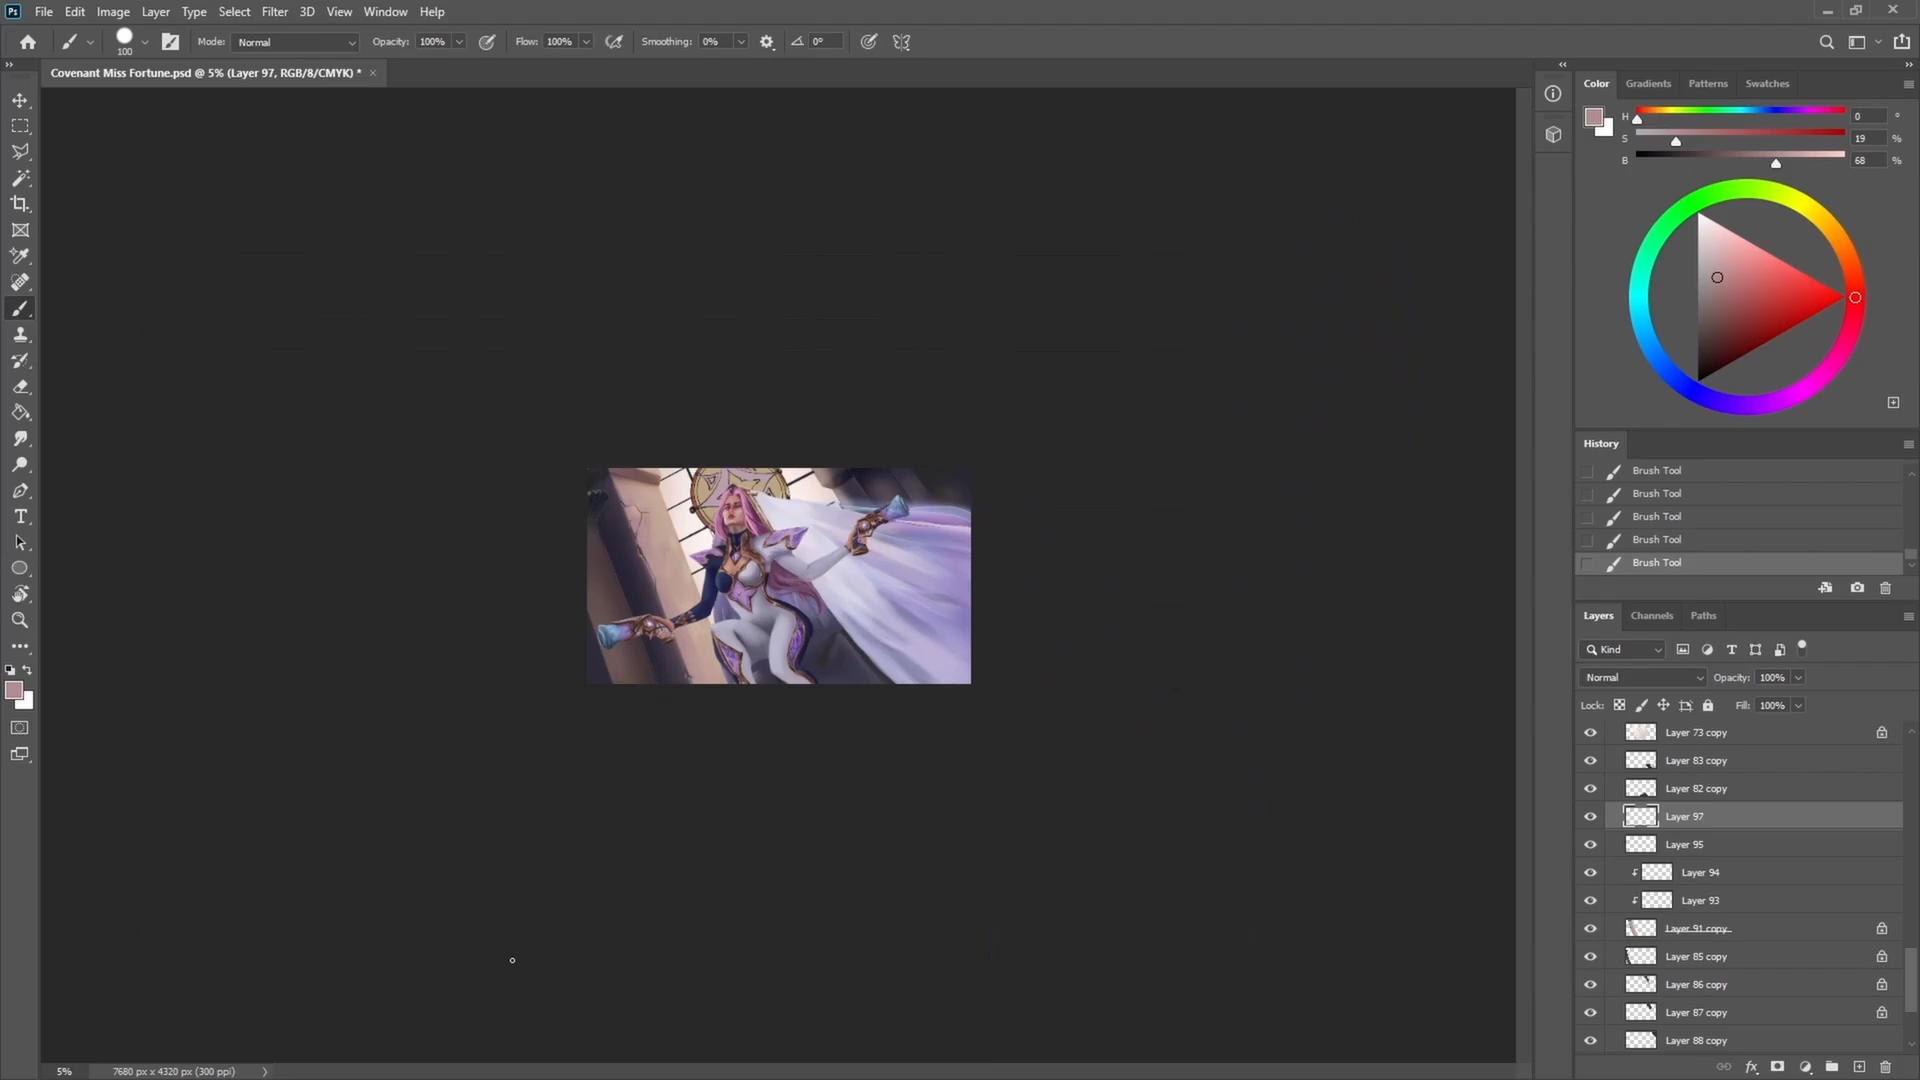 Ps File Edit Image Layer Type Select Filter 3D View Window Help
100 Mode: Normal Opacity: 100% Flow: 100% Smoothing: 0% 0°
Covenant Miss Fortune.psd @ 5% (Layer 97, RGB/8/CMYK) * ×
Color Gradients Patterns Swatches
H 0 °
S 19 %
B 68 %
History
Brush Tool
Brush Tool
Brush Tool
Brush Tool
Brush Tool
Layers Channels Paths
Kind
Normal Opacity: 100%
Lock: Fill: 100%
Layer 73 copy
Layer 83 copy
Layer 82 copy
Layer 97
Layer 95
Layer 94
Layer 93
Layer 91 copy
Layer 85 copy
Layer 86 copy
Layer 87 copy
Layer 88 copy
fx
5% 7680 px x 4320 px (300 ppi)